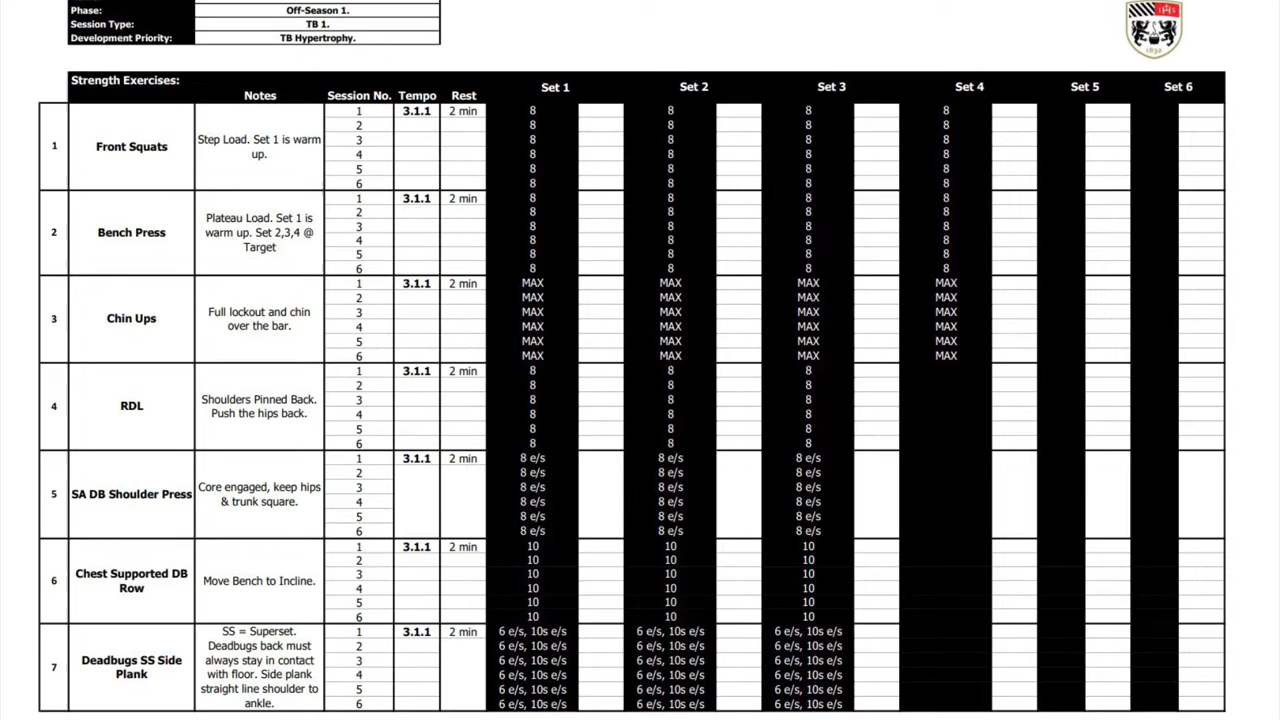 Phase: Off-Season 1.
Session Type: TB 1.
Development Priority: TB Hypertrophy.
1832
Strength Exercises:
Notes Session No. Tempo Rest Set 1 Set 2 Set 3 Set 4 Set 5 Set 6
1 Front Squats Step Load. Set 1 is warm up.
1 3.1.1 2 min 8 8 8 8
2 8 8 8 8
3 8 8 8 8
4 8 8 8 8
5 8 8 8 8
6 8 8 8 8
2 Bench Press Plateau Load. Set 1 is warm up. Set 2,3,4 @ Target
1 3.1.1 2 min 8 8 8 8
2 8 8 8 8
3 8 8 8 8
4 8 8 8 8
5 8 8 8 8
6 8 8 8 8
3 Chin Ups Full lockout and chin over the bar.
1 3.1.1 2 min MAX MAX MAX MAX
2 MAX MAX MAX MAX
3 MAX MAX MAX MAX
4 MAX MAX MAX MAX
5 MAX MAX MAX MAX
6 MAX MAX MAX MAX
4 RDL Shoulders Pinned Back. Push the hips back.
1 3.1.1 2 min 8 8 8
2 8 8 8
3 8 8 8
4 8 8 8
5 8 8 8
6 8 8 8
5 SA DB Shoulder Press Core engaged, keep hips & trunk square.
1 3.1.1 2 min 8 e/s 8 e/s 8 e/s
2 8 e/s 8 e/s 8 e/s
3 8 e/s 8 e/s 8 e/s
4 8 e/s 8 e/s 8 e/s
5 8 e/s 8 e/s 8 e/s
6 8 e/s 8 e/s 8 e/s
6 Chest Supported DB Row Move Bench to Incline.
1 3.1.1 2 min 10 10 10
2 10 10 10
3 10 10 10
4 10 10 10
5 10 10 10
6 10 10 10
7 Deadbugs SS Side Plank SS = Superset. Deadbugs back must always stay in contact with floor. Side plank straight line shoulder to ankle.
1 3.1.1 2 min 6 e/s, 10s e/s 6 e/s, 10s e/s 6 e/s, 10s e/s
2 6 e/s, 10s e/s 6 e/s, 10s e/s 6 e/s, 10s e/s
3 6 e/s, 10s e/s 6 e/s, 10s e/s 6 e/s, 10s e/s
4 6 e/s, 10s e/s 6 e/s, 10s e/s 6 e/s, 10s e/s
5 6 e/s, 10s e/s 6 e/s, 10s e/s 6 e/s, 10s e/s
6 6 e/s, 10s e/s 6 e/s, 10s e/s 6 e/s, 10s e/s